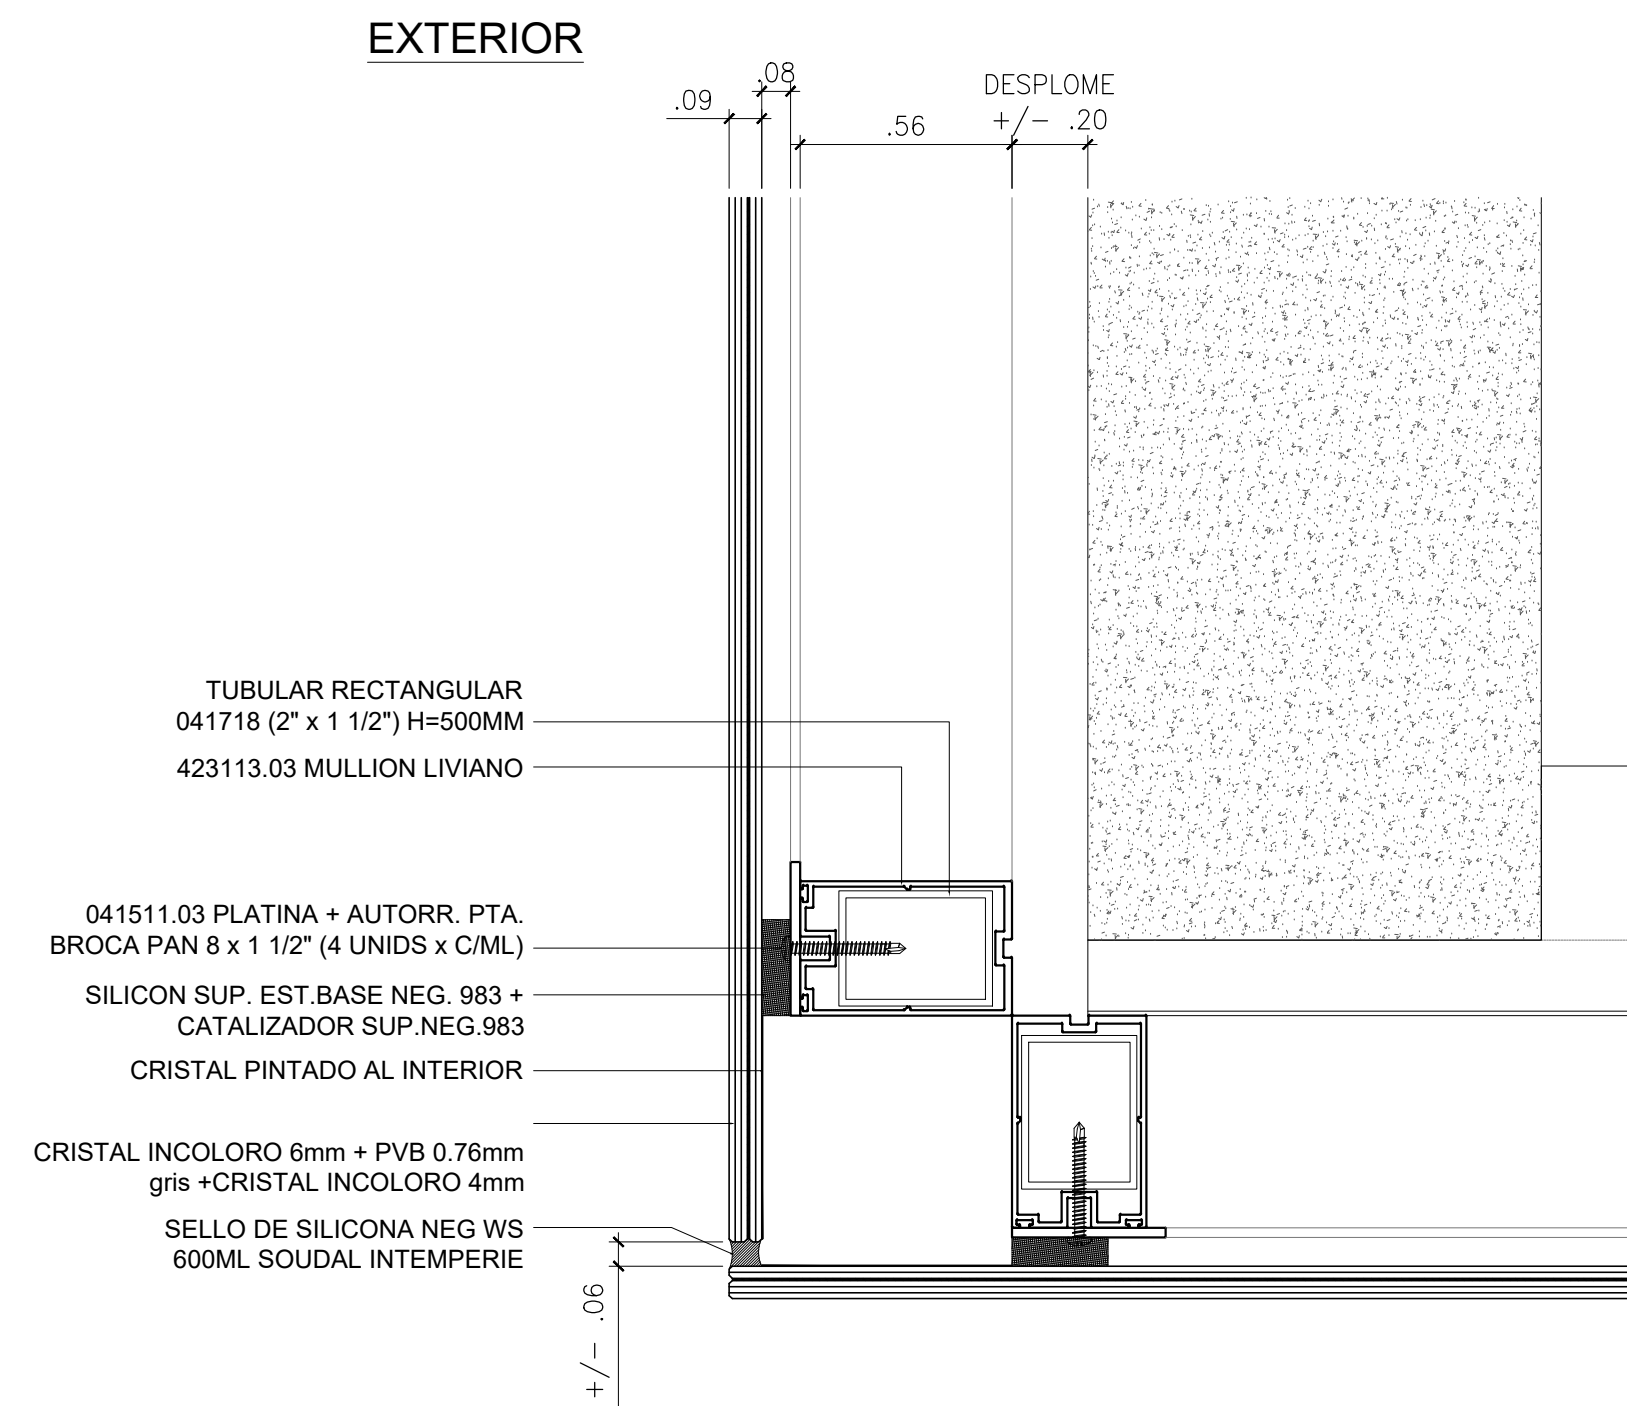 EXTERIOR
.08
DESPLOME
.09
+/- .20
.56
TUBULAR RECTANGULAR
041718 (2" x 1 1/2") H=500MM
423113.03 MULLION LIVIANO
041511.03 PLATINA + AUTORR. PTA.
BROCA PAN 8 x 1 1/2" (4 UNIDS x C/ML)
SILICON SUP. EST.BASE NEG. 983 +
CATALIZADOR SUP.NEG.983
CRISTAL PINTADO AL INTERIOR
CRISTAL INCOLORO 6mm + PVB 0.76mm
gris +CRISTAL INCOLORO 4mm
SELLO DE SILICONA NEG WS
600ML SOUDAL INTEMPERIE
+/- .06